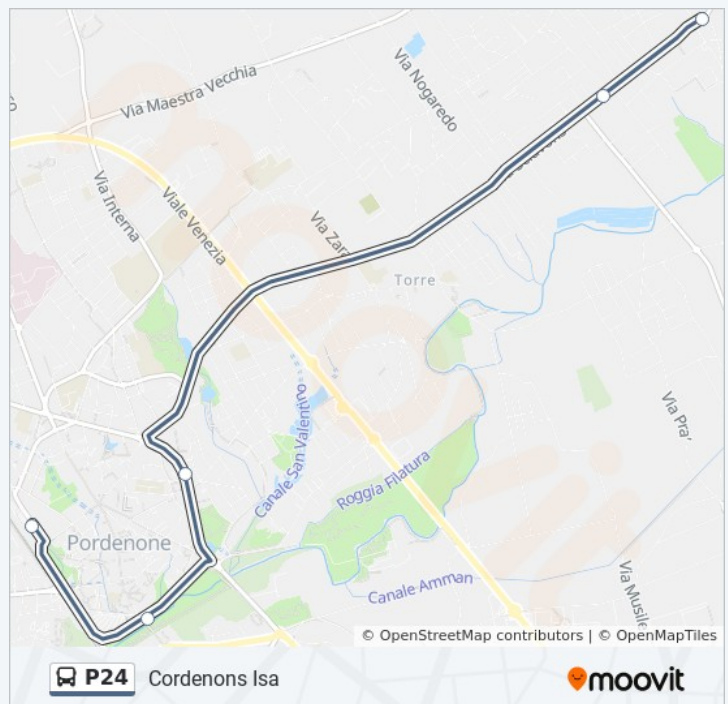 Via Maestra Vecchia
Via Nogaredo
Via Interna
Viale Venezia
Via Zara
Torre
Canale San Valentino
Via Pra'
Roggia Filatura
Pordenone
Canale Amman
Via Musile
© OpenStreetMap contributors | © OpenMapTiles
P24 Cordenons Isa
moovit